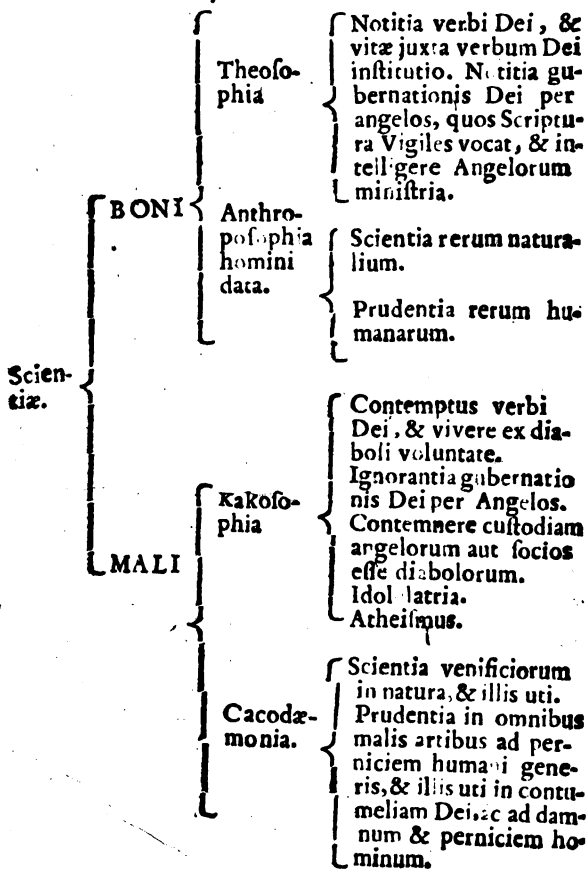 Scien-
tiæ.
BONI
Theoſo-
phia
Notitia verbi Dei, &
vitæ juxta verbum Dei
inſtitutio. Notitia gu-
bernationis Dei per
angelos, quos Scriptu-
ra Vigiles vocat, & in-
telligere Angelorum
miniſtria.
Anthro-
poſophia
homini
data.
Scientia rerum natura-
lium.
Prudentia rerum hu-
manarum.
MALI
Kakoſo-
phia
Contemptus verbi
Dei, & vivere ex dia-
boli voluntate.
Ignorantia gubernatio
nis Dei per Angelos.
Contemnere cuſtodiam
angelorum aut ſocios
eſſe diabolorum.
Idololatria.
Atheiſmus.
Cacodæ-
monia.
Scientia venificiorum
in natura, & illis uti.
Prudentia in omnibus
malis artibus ad per-
niciem humani gene-
ris, & illis uti in contu-
meliam Dei, ac ad dam-
num & perniciem ho-
minum.